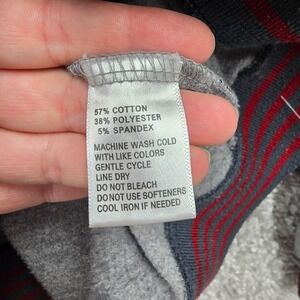 57% COTTON
38% POLYESTER
5% SPANDEX
MACHINE WASH COLD
WITH LIKE COLORS
GENTLE CYCLE
LINE DRY
DO NOT BLEACH
DO NOT USE SOFTENERS
COOL IRON IF NEEDED